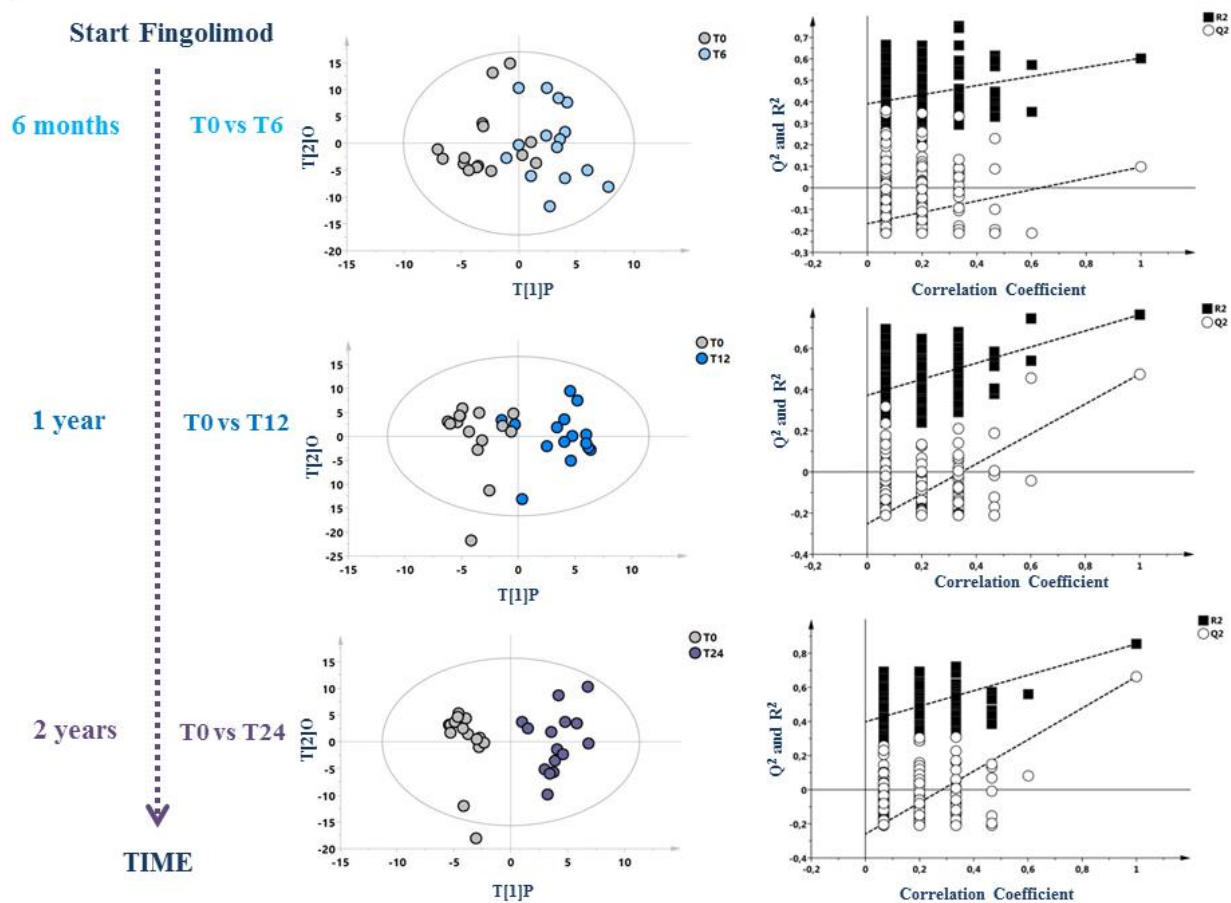 Start Fingolimod
6 months
T0 vs T6
1 year
T0 vs T12
2 years
T0 vs T24
TIME
T0
T6
T[2]O
15
10
5
0
-5
-10
-15
-20
-15
-10
-5
0
5
10
T[1]P
R2
Q2
Q² and R²
0,7
0,6
0,5
0,4
0,3
0,2
0,1
0
-0,1
-0,2
-0,3
-0,2
0
0,2
0,4
0,6
0,8
1
Correlation Coefficient
T0
T12
T[2]O
15
10
5
0
5
10
15
20
-25
-15
-10
-5
0
5
10
T[1]P
R2
Q2
Q² and R²
0,6
0,4
0,2
0
-0,2
-0,4
-0,2
0
0,2
0,4
0,6
0,8
1
Correlation Coefficient
T0
T24
T[2]O
15
10
5
0
-5
-10
-15
-20
-15
-10
-5
0
5
10
T[1]P
R2
Q2
Q² and R²
0,8
0,6
0,4
0,2
0
-0,2
-0,4
-0,2
0
0,2
0,4
0,6
0,8
1
Correlation Coefficient